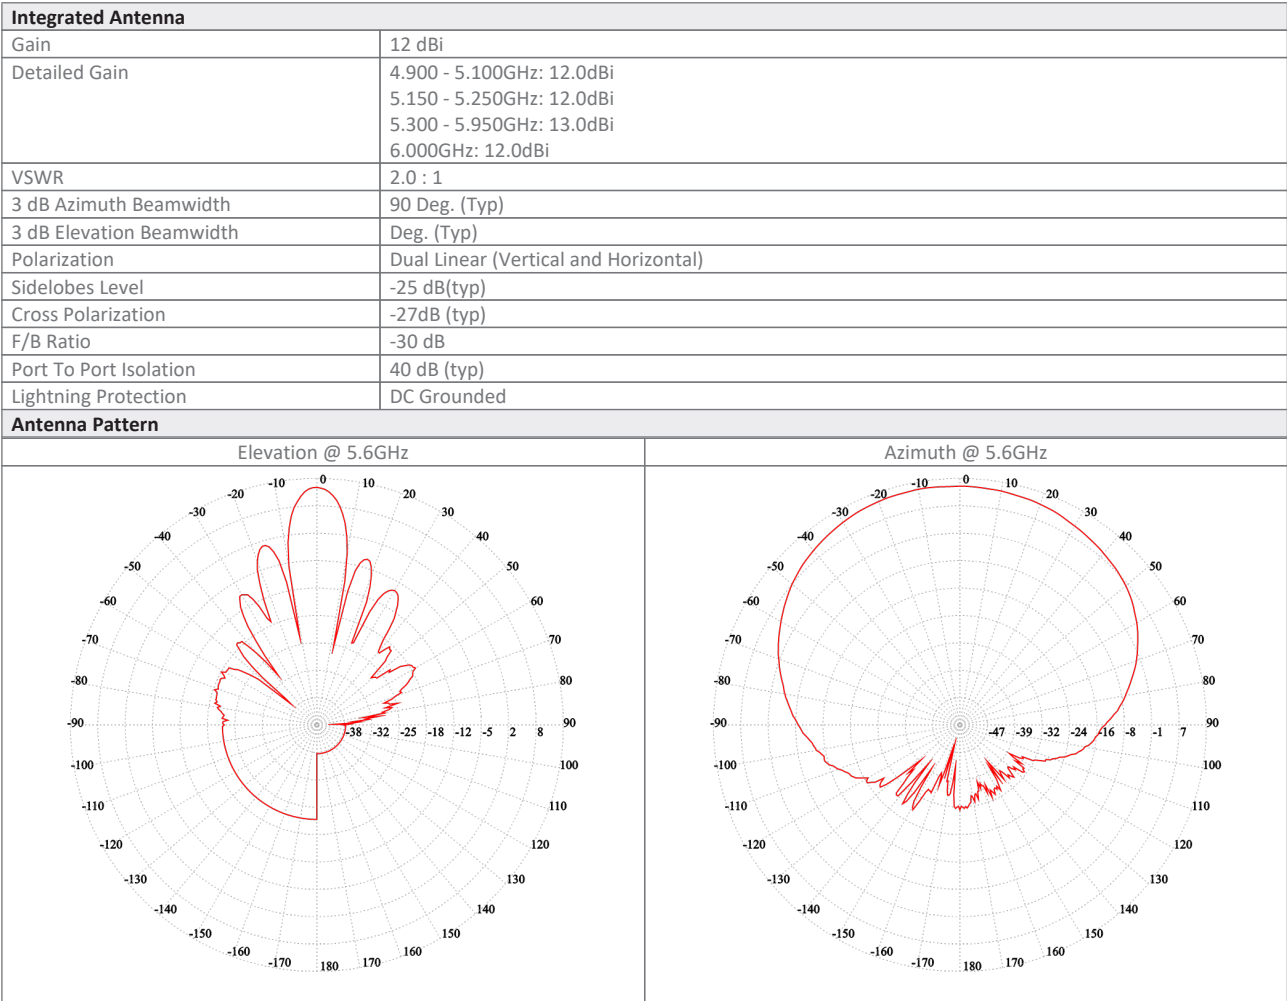 Integrated Antenna
Gain 12 dBi
Detailed Gain 4.900 - 5.100GHz: 12.0dBi
5.150 - 5.250GHz: 12.0dBi
5.300 - 5.950GHz: 13.0dBi
6.000GHz: 12.0dBi
VSWR 2.0 : 1
3 dB Azimuth Beamwidth 90 Deg. (Typ)
3 dB Elevation Beamwidth Deg. (Typ)
Polarization Dual Linear (Vertical and Horizontal)
Sidelobes Level -25 dB(typ)
Cross Polarization -27dB (typ)
F/B Ratio -30 dB
Port To Port Isolation 40 dB (typ)
Lightning Protection DC Grounded
Antenna Pattern
Elevation @ 5.6GHz
-10 0 10
-20 20
-30 30
-40 40
-50 50
-60 60
-70 70
-80 80
-90 -38 -32 -25 -18 -12 -5 2 8 90
-100 100
-110 110
-120 120
-130 130
-140 140
-150 150
-160 160
-170 180 170
Azimuth @ 5.6GHz
-10 0 10
-20 20
-30 30
-40 40
-50 50
-60 60
-70 70
-80 80
-90 -47 -39 -32 -24 -16 -8 -1 7 90
-100 100
-110 110
-120 120
-130 130
-140 140
-150 150
-160 160
-170 180 170